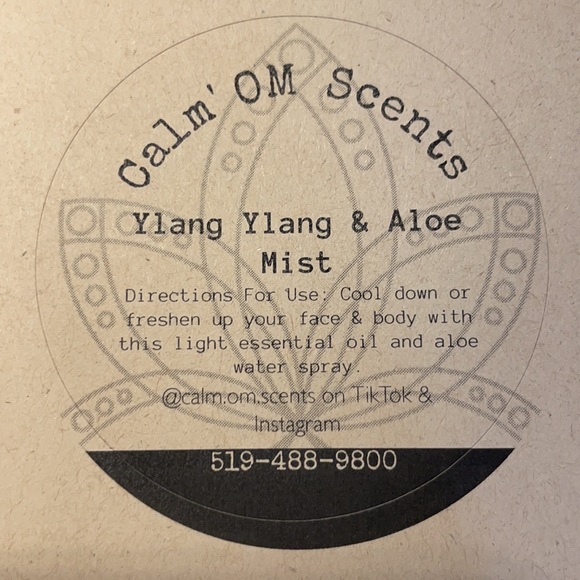 Calm' OM Scents
Ylang Ylang & Aloe
Mist
Directions For Use: Cool down or
freshen up your face & body with
this light essential oil and aloe
water spray.
@calm.om.scents on TikTok &
Instagram
519-488-9800